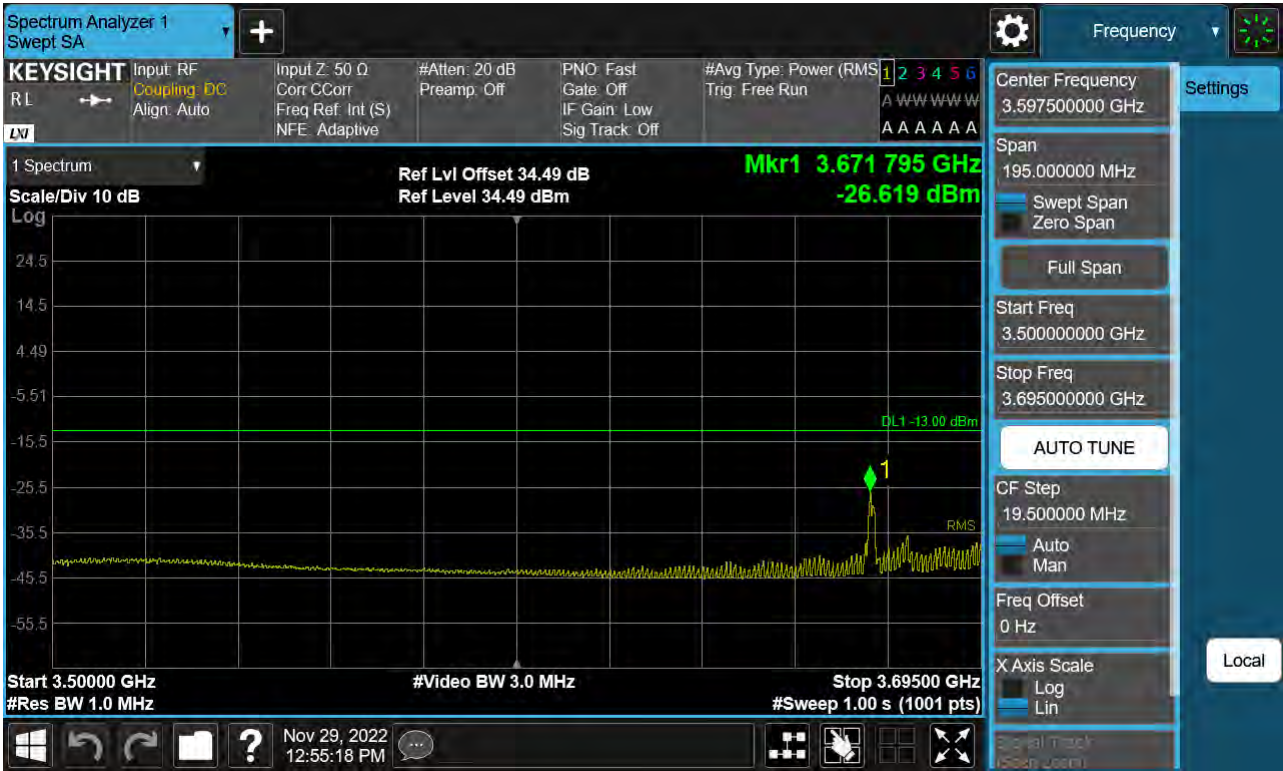 Spectrum Analyzer 1
Swept SA
Frequency
KEYSIGHT
RL
LXI
Input: RF
Coupling: DC
Align: Auto
Input Z: 50 Ω
Corr CCorr
Freq Ref: Int (S)
NFE: Adaptive
#Atten: 20 dB
Preamp: Off
PNO: Fast
Gate: Off
IF Gain: Low
Sig Track: Off
#Avg Type: Power (RMS
Trig: Free Run
1 2 3 4 5 6
A W W W W W
A A A A A A
1 Spectrum
Scale/Div 10 dB
Log
Ref Lvl Offset 34.49 dB
Ref Level 34.49 dBm
Mkr1 3.671 795 GHz
-26.619 dBm
24.5
14.5
4.49
-5.51
-15.5
-25.5
-35.5
-45.5
-55.5
DL1 -13.00 dBm
1
RMS
Start 3.50000 GHz
#Video BW 3.0 MHz
Stop 3.69500 GHz
#Res BW 1.0 MHz
#Sweep 1.00 s (1001 pts)
Center Frequency
3.597500000 GHz
Settings
Span
195.000000 MHz
Swept Span
Zero Span
Full Span
Start Freq
3.500000000 GHz
Stop Freq
3.695000000 GHz
AUTO TUNE
CF Step
19.500000 MHz
Auto
Man
Freq Offset
0 Hz
X Axis Scale
Log
Lin
Local
Signal Track
(Span Zoom)
?
Nov 29, 2022
12:55:18 PM